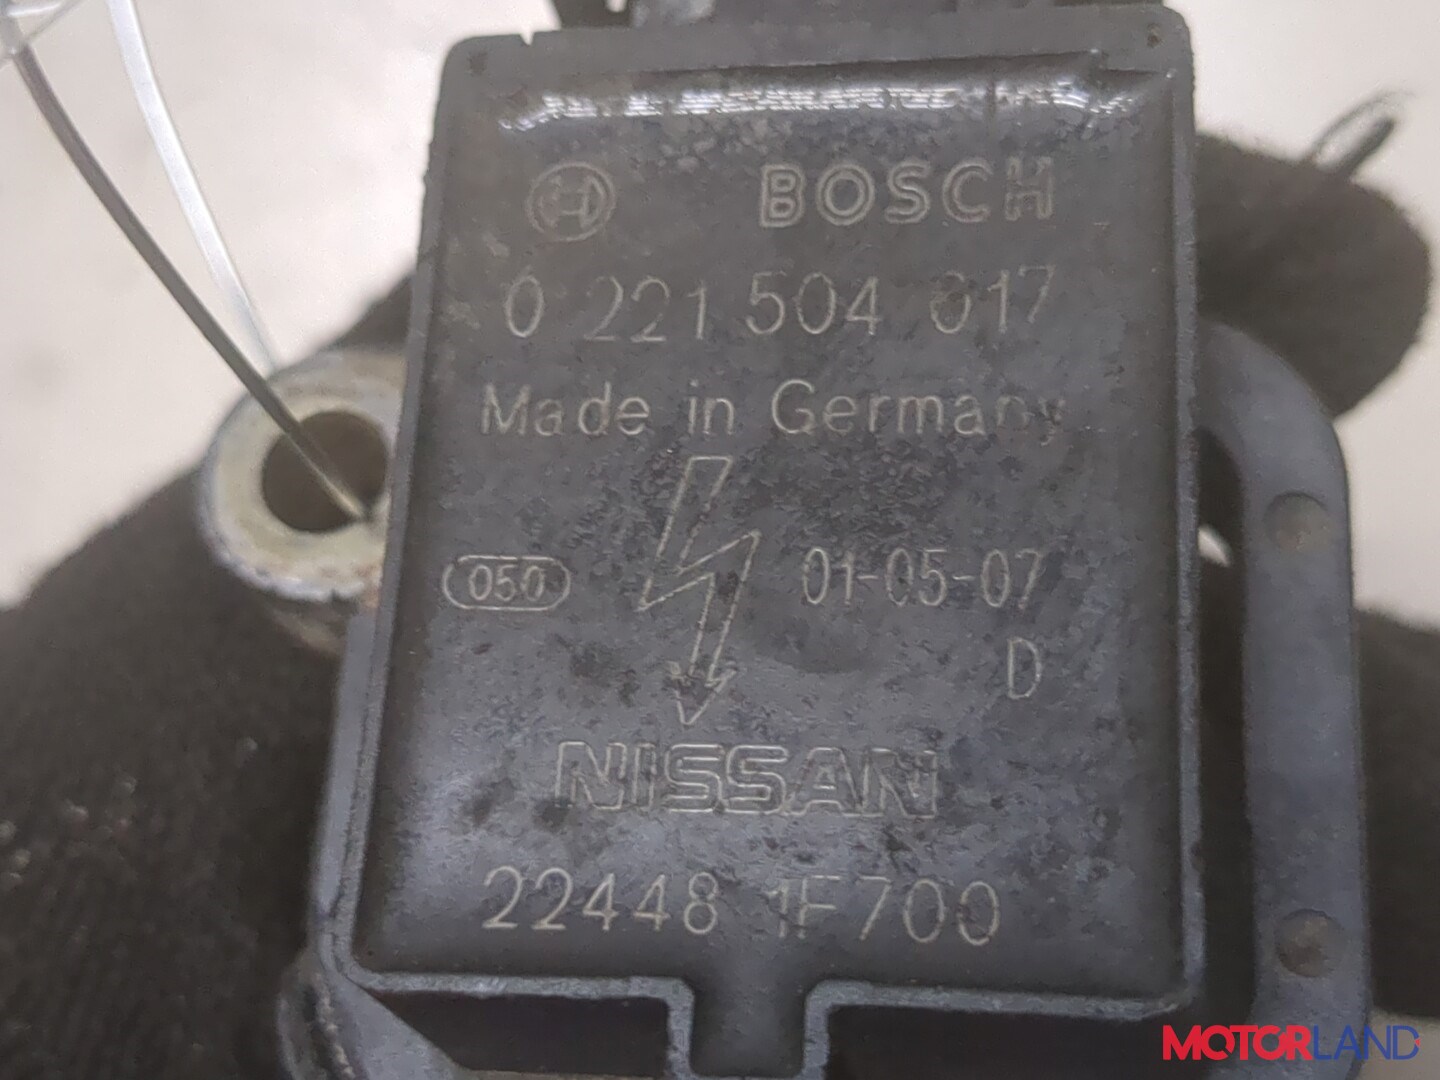 BOSCH
0 221 504 017
Made in Germany
050 01-05-07
D
NISSAN
22448 1F700
MOTORLAND